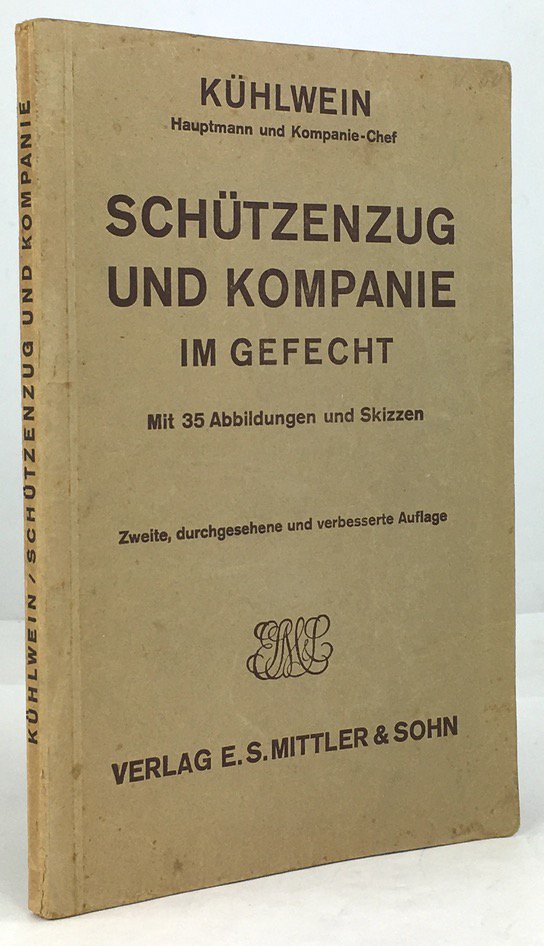 KÜHLWEIN
Hauptmann und Kompanie-Chef
SCHÜTZENZUG
UND KOMPANIE
IM GEFECHT
Mit 35 Abbildungen und Skizzen
Zweite, durchgesehene und verbesserte Auflage
VERLAG E. S. MITTLER & SOHN
KÜHLWEIN / SCHÜTZENZUG UND KOMPANIE